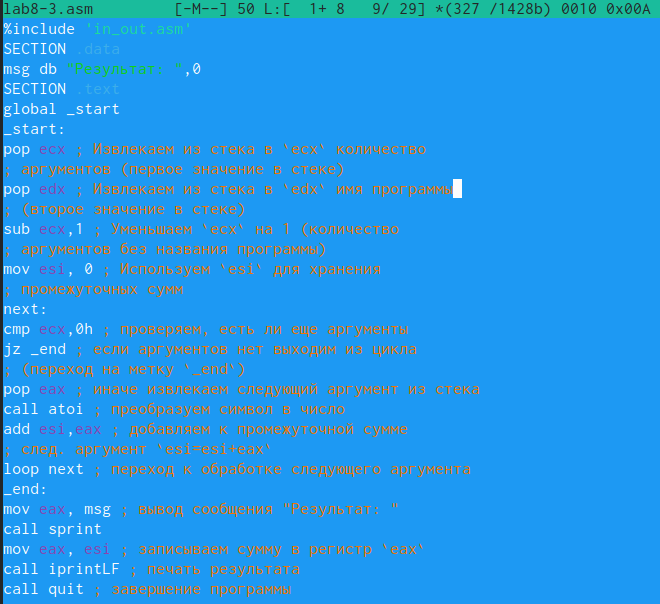 lab8-3.asm [-M--] 50 L:[ 1+ 8 9/ 29] *(327 /1428b) 0010 0x00A
%include 'in_out.asm'
SECTION .data
msg db "Результат: ",0
SECTION .text
global _start
_start:
pop ecx ; Извлекаем из стека в `ecx` количество
; аргументов (первое значение в стеке)
pop edx ; Извлекаем из стека в `edx` имя программы
; (второе значение в стеке)
sub ecx,1 ; Уменьшаем `ecx` на 1 (количество
; аргументов без названия программы)
mov esi, 0 ; Используем `esi` для хранения
; промежуточных сумм
next:
cmp ecx,0h ; проверяем, есть ли еще аргументы
jz _end ; если аргументов нет выходим из цикла
; (переход на метку `_end`)
pop eax ; иначе извлекаем следующий аргумент из стека
call atoi ; преобразуем символ в число
add esi,eax ; добавляем к промежуточной сумме
; след. аргумент `esi=esi+eax`
loop next ; переход к обработке следующего аргумента
_end:
mov eax, msg ; вывод сообщения "Результат: "
call sprint
mov eax, esi ; записываем сумму в регистр `eax`
call iprintLF ; печать результата
call quit ; завершение программы